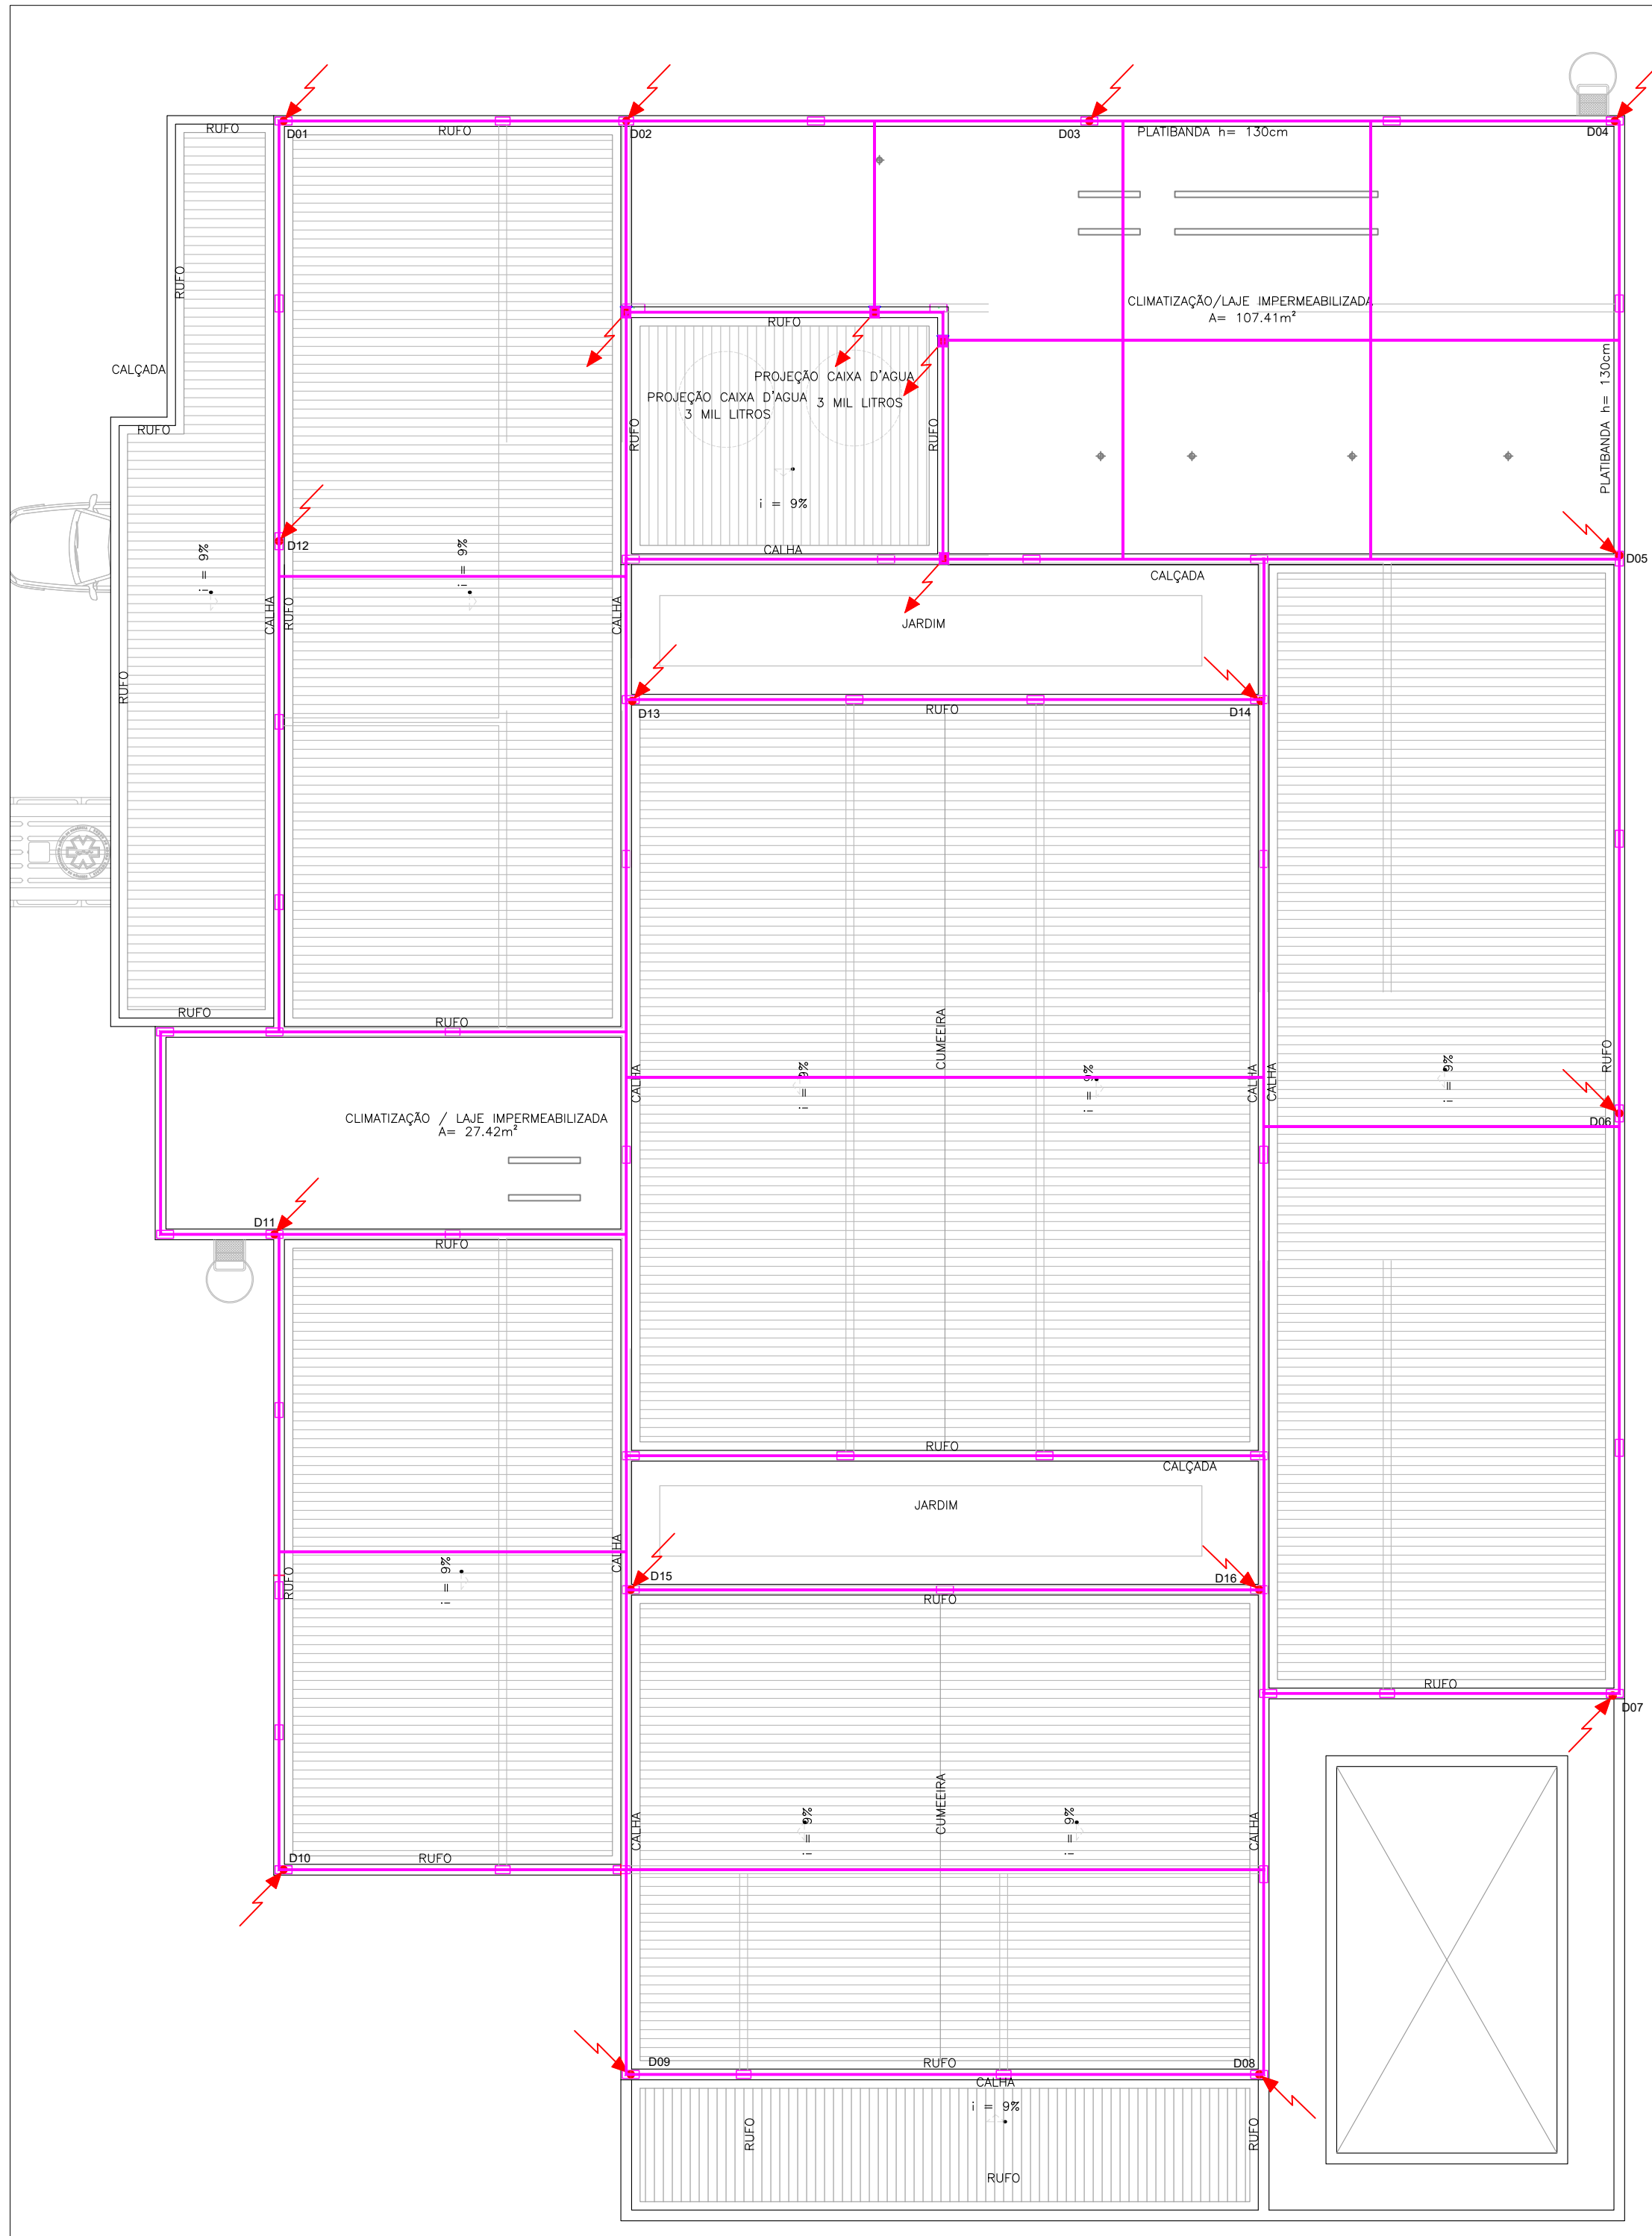 RUFO
D01
RUFO
D02
D03
PLATIBANDA h= 130cm
D04
RUFO
CLIMATIZAÇÃO/LAJE IMPERMEABILIZADA
A= 107.41m²
RUFO
CALÇADA
PROJEÇÃO CAIXA D'AGUA
3 MIL LITROS
PROJEÇÃO CAIXA D'AGUA
3 MIL LITROS
PLATIBANDA h= 130cm
RUFO
RUFO
RUFO
i = 9%
CALHA
D12
i = 9%
i = 9%
D05
CALÇADA
CALHA
RUFO
CALHA
JARDIM
RUFO
D13
RUFO
D14
RUFO
RUFO
CUMEEIRA
i = 9%
i = 9%
CALHA
CALHA
CALHA
i = 9%
RUFO
D06
CLIMATIZAÇÃO / LAJE IMPERMEABILIZADA
A= 27.42m²
D11
RUFO
RUFO
CALÇADA
JARDIM
CALHA
RUFO
i = 9%
D15
D16
RUFO
RUFO
D07
CUMEEIRA
CALHA
i = 9%
i = 9%
CALHA
RUFO
D10
D09
RUFO
D08
CALHA
i = 9%
RUFO
RUFO
RUFO